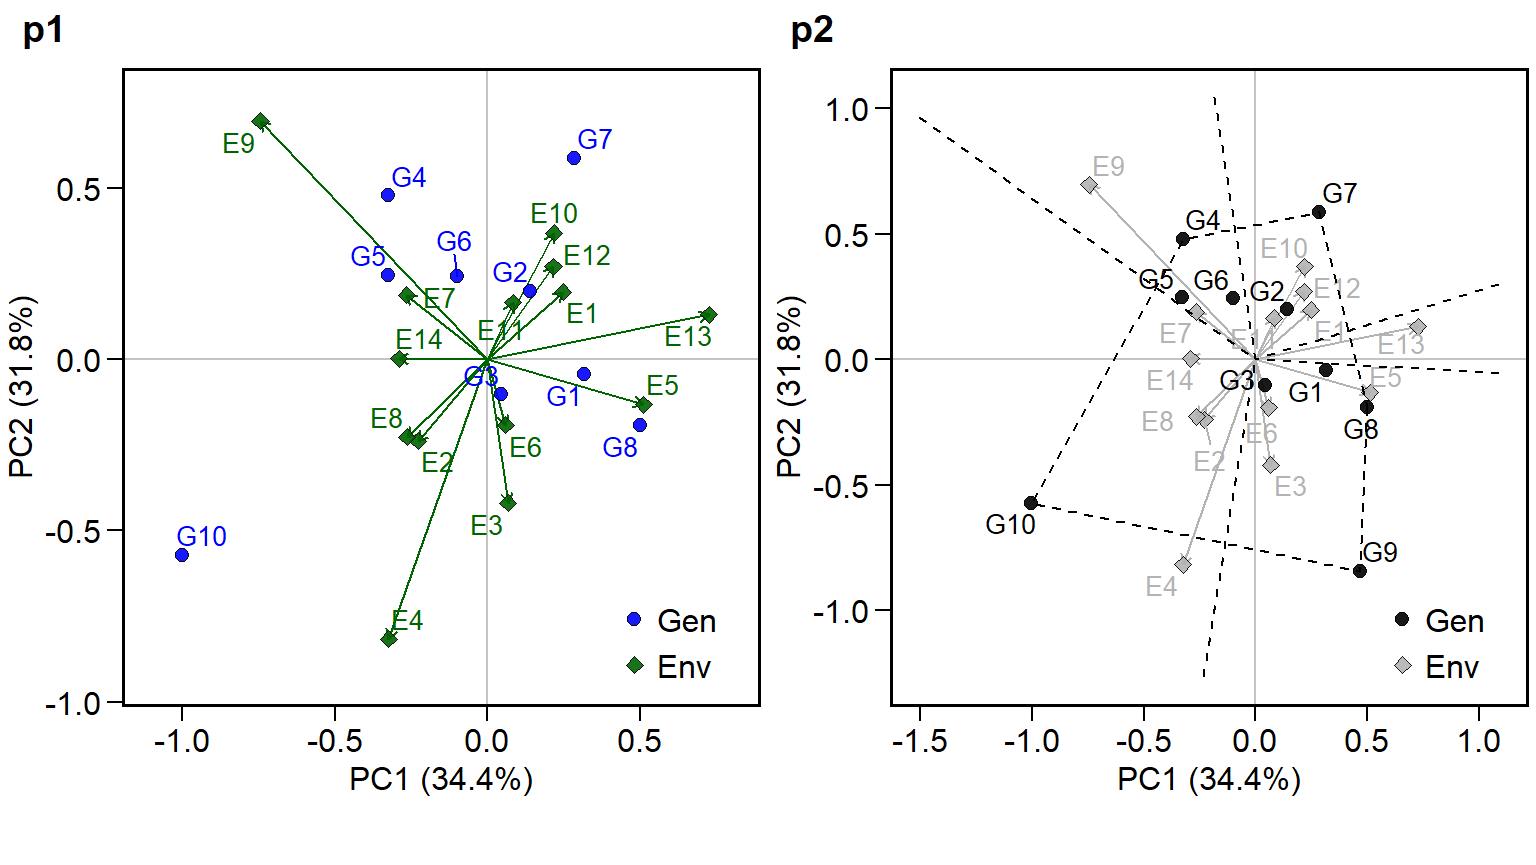 p1
E9
G4
G7
G5
G6
E10
E12
G2
E7
E11
E1
E14
E13
G3
G1
E5
E8
E2
E6
G8
E3
G10
E4
Gen
Env
0.5
0.0
-0.5
-1.0
PC2 (31.8%)
-1.0
-0.5
0.0
0.5
PC1 (34.4%)
p2
E9
G4
G7
G5
G6
E10
G2
E12
E7
E11
E1
E13
E14
G3
G1
E5
E8
E2
E6
G8
E3
G10
G9
E4
Gen
Env
1.0
0.5
0.0
-0.5
-1.0
PC2 (31.8%)
-1.5
-1.0
-0.5
0.0
0.5
1.0
PC1 (34.4%)